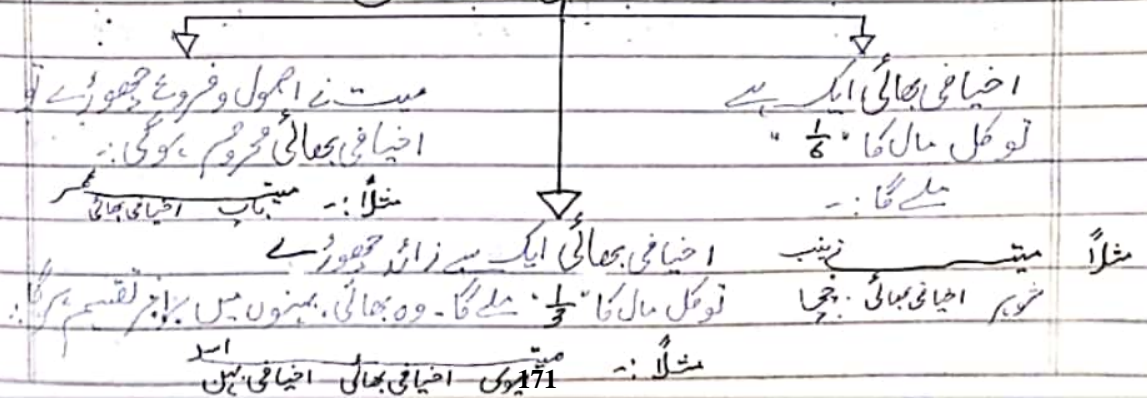 اخیافی بھائی ایک ہے
تو کل مال کا "1/6"
ملے گا:-
مثلاً میت زینب
شوہر اخیافی بھائی چچا
میت نے اصول و فروع چھوڑے تو
اخیافی بھائی محروم ہوگی:-
مثلاً:- میت
باپ اخیافی بھائی
اخیافی بھائی ایک سے زائد چھوڑے
تو کل مال کا "1/3" ملے گا۔ وہ بھائی، بہنوں میں برابر تقسیم ہوگا:
مثلاً:- میت اسد
بیوی اخیافی بھائی اخیافی بہن
171